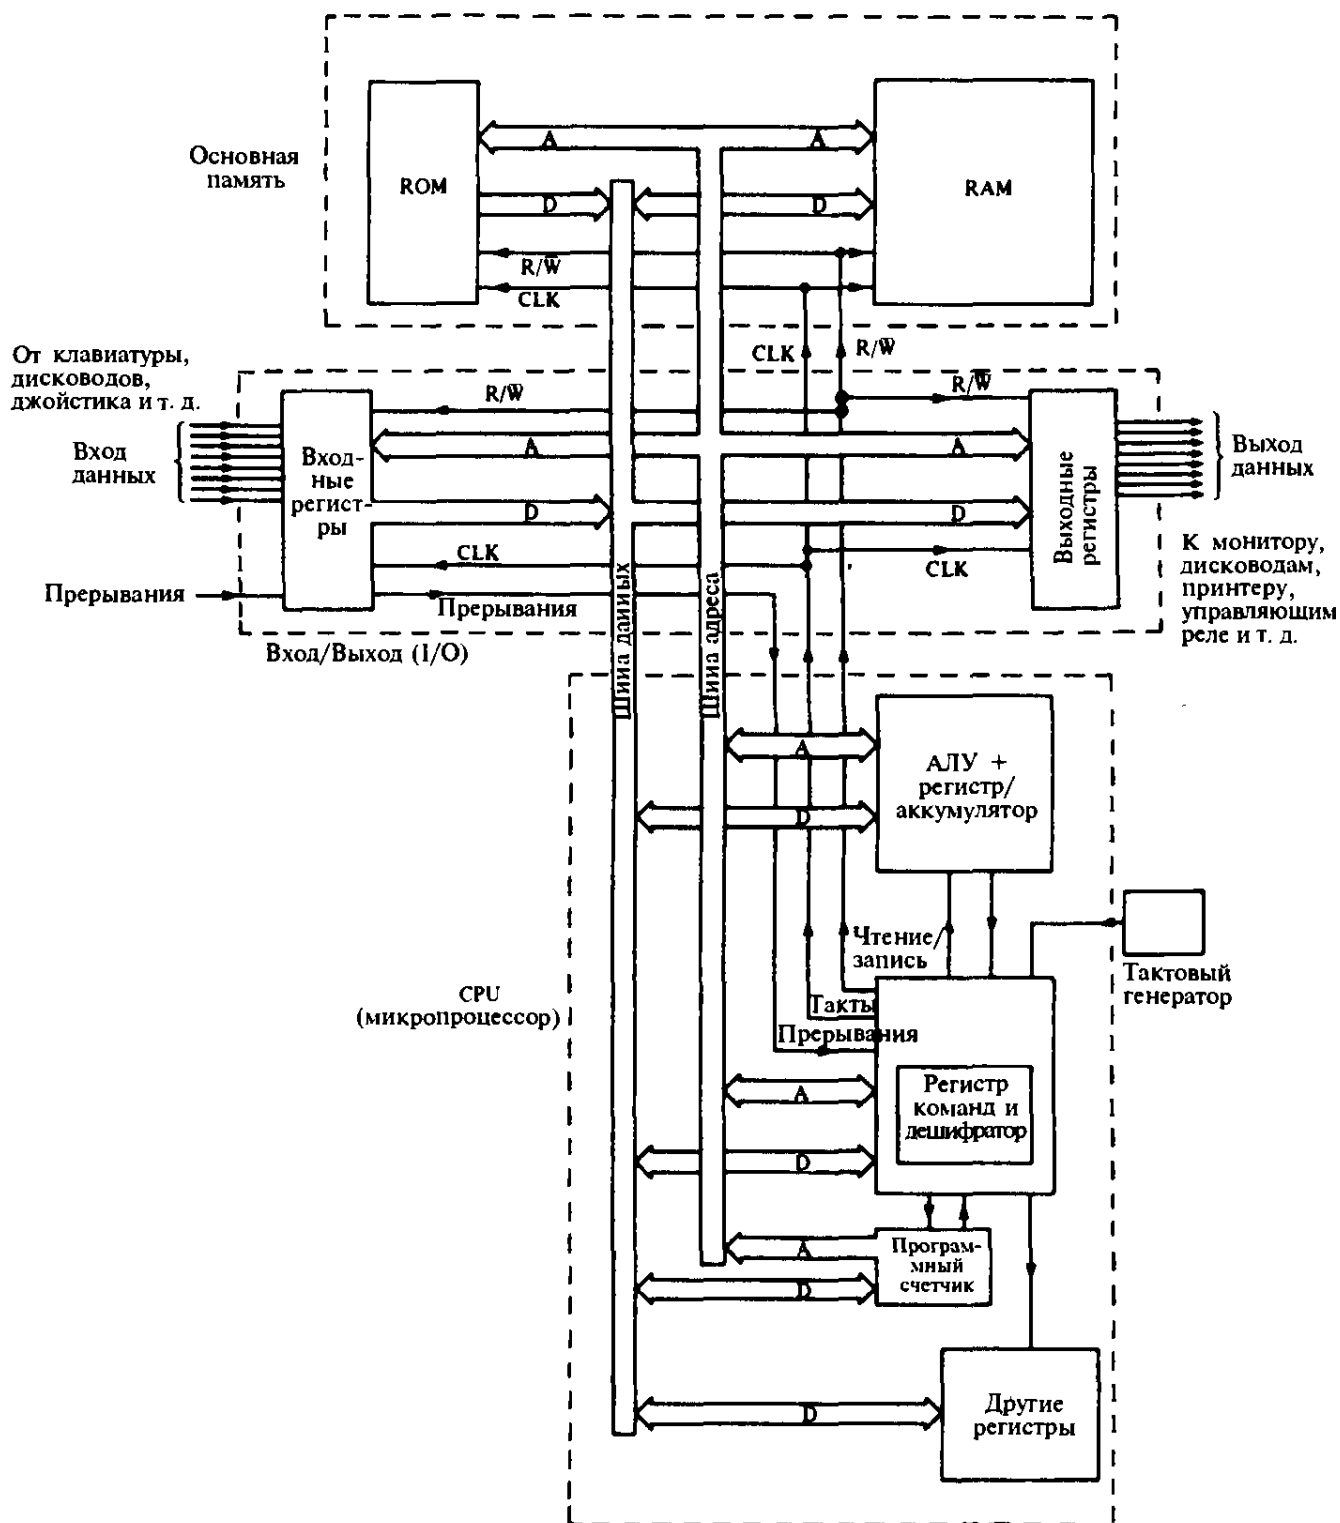 Основная
память
ROM
RAM
A
A
D
D
R/W̅
CLK
CLK
R/W̅
От клавиатуры,
дисководов,
джойстика и т. д.
Вход
данных
Прерывания
Вход-
ные
регист-
ры
R/W̅
A
D
CLK
Прерывания
R/W̅
A
D
CLK
Выходные
регистры
Выход
данных
К монитору,
дисководам,
принтеру,
управляющим
реле и т. д.
Вход/Выход (I/O)
Шина данных
Шина адреса
A
D
АЛУ +
регистр/
аккумулятор
Чтение/
запись
Такты
Прерывания
Тактовый
генератор
CPU
(микропроцессор)
A
D
Регистр
команд и
дешифратор
A
D
Програм-
мный
счетчик
D
Другие
регистры